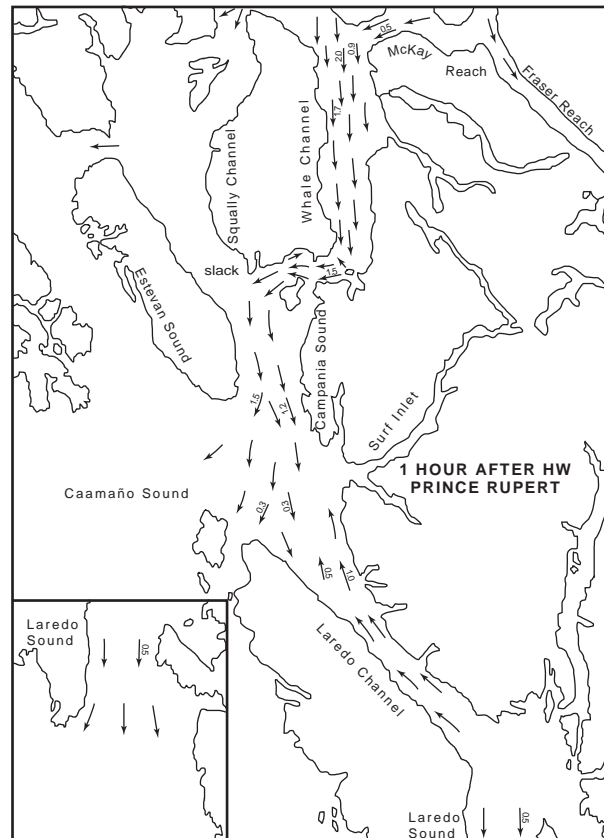 0.5
McKay
Reach
Fraser Reach
2.0
0.9
1.7
Whale Channel
Squally Channel
slack
1.5
Estevan Sound
Campania Sound
1.5
1.2
Surf Inlet
1 HOUR AFTER HW
PRINCE RUPERT
Caamaño Sound
0.3
0.3
0.5
1.0
Laredo
Sound
0.5
Laredo Channel
Laredo
Sound
0.5